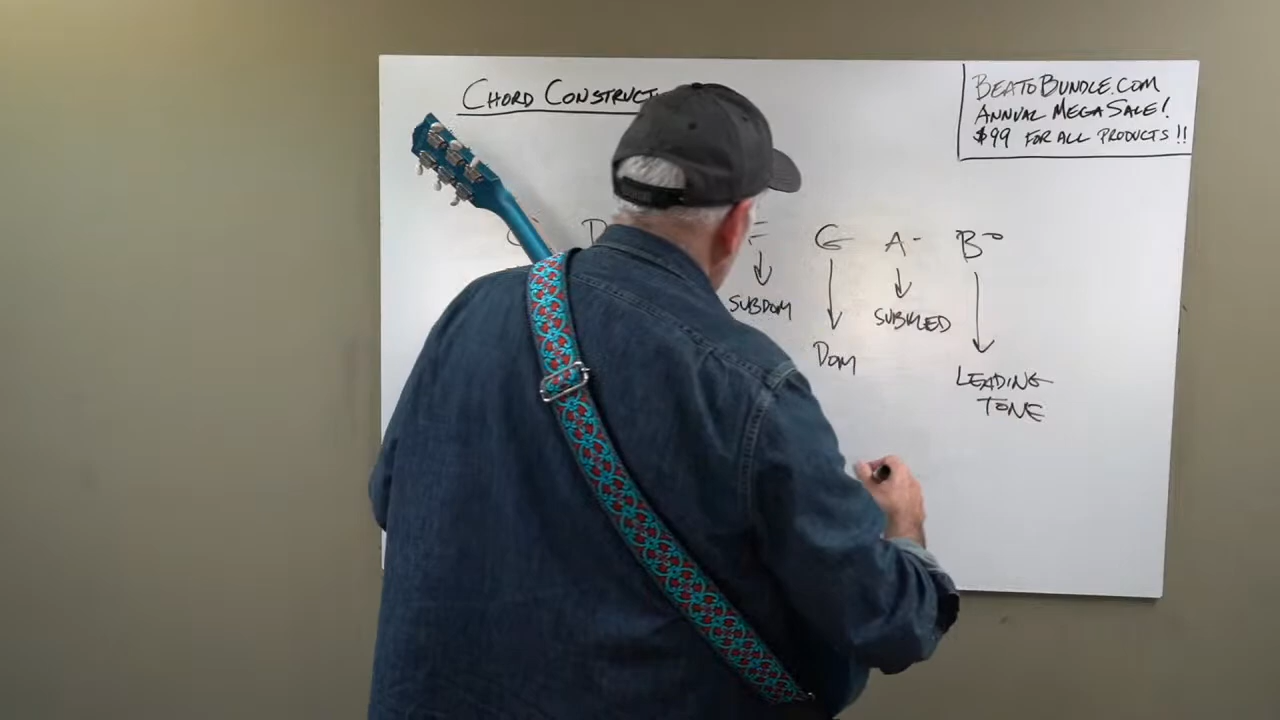 CHORD CONSTRUCT
BEATOBUNDLE.COM
ANNUAL MEGA SALE!
$99 FOR ALL PRODUCTS!!
C D F G A- B°
SUBDOM
SUBMED
DOM
LEADING
TONE